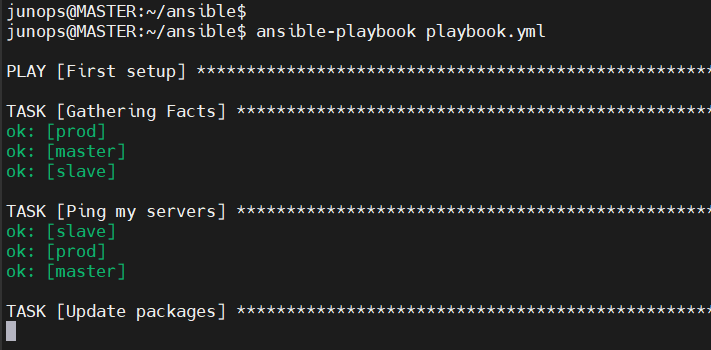 junops@MASTER:~/ansible$
junops@MASTER:~/ansible$ ansible-playbook playbook.yml
PLAY [First setup] ****************************************************
TASK [Gathering Facts] ************************************************
ok: [prod]
ok: [master]
ok: [slave]
TASK [Ping my servers] ************************************************
ok: [slave]
ok: [prod]
ok: [master]
TASK [Update packages] ************************************************